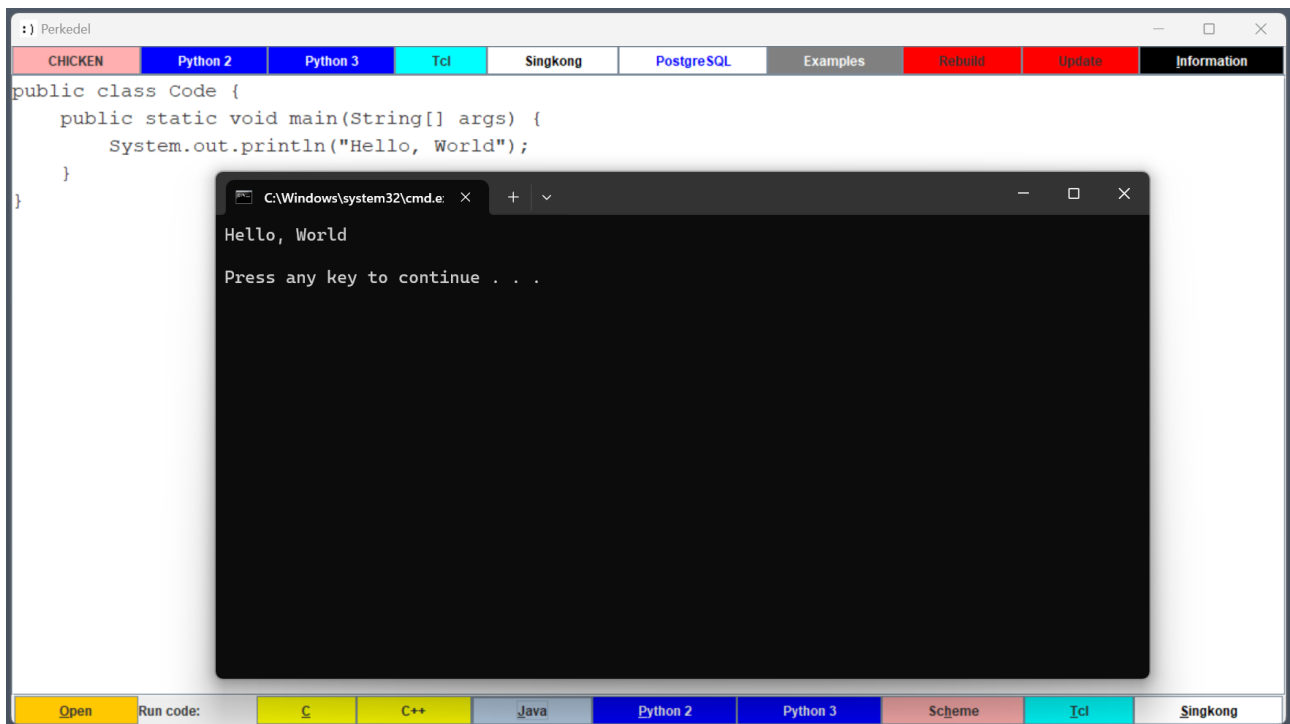 :) Perkedel
CHICKEN Python 2 Python 3 Tcl Singkong PostgreSQL Examples Rebuild Update Information
public class Code {
    public static void main(String[] args) {
        System.out.println("Hello, World");
    }
}
C:\Windows\system32\cmd.e
Hello, World
Press any key to continue . . .
Open Run code: C C++ Java Python 2 Python 3 Scheme Tcl Singkong